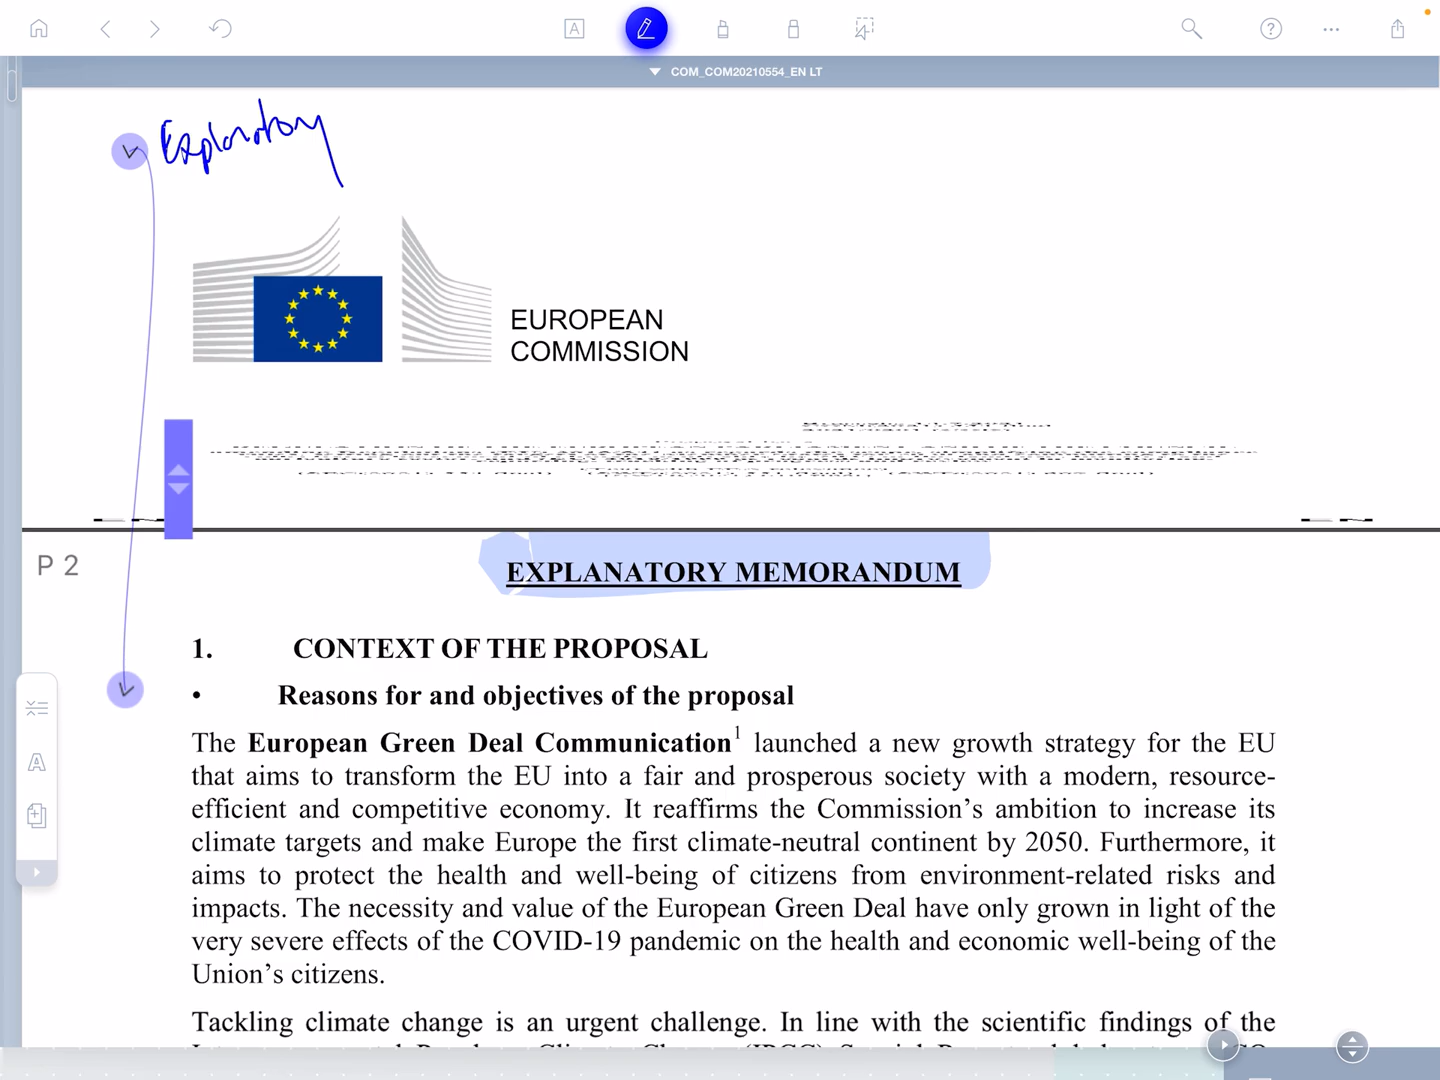 A
COM_COM20210554_EN LT
Explanatory
EUROPEAN
COMMISSION
P 2
EXPLANATORY MEMORANDUM
1. CONTEXT OF THE PROPOSAL
• Reasons for and objectives of the proposal
The European Green Deal Communication1 launched a new growth strategy for the EU
that aims to transform the EU into a fair and prosperous society with a modern, resource-
efficient and competitive economy. It reaffirms the Commission’s ambition to increase its
climate targets and make Europe the first climate-neutral continent by 2050. Furthermore, it
aims to protect the health and well-being of citizens from environment-related risks and
impacts. The necessity and value of the European Green Deal have only grown in light of the
very severe effects of the COVID-19 pandemic on the health and economic well-being of the
Union’s citizens.
Tackling climate change is an urgent challenge. In line with the scientific findings of the
A